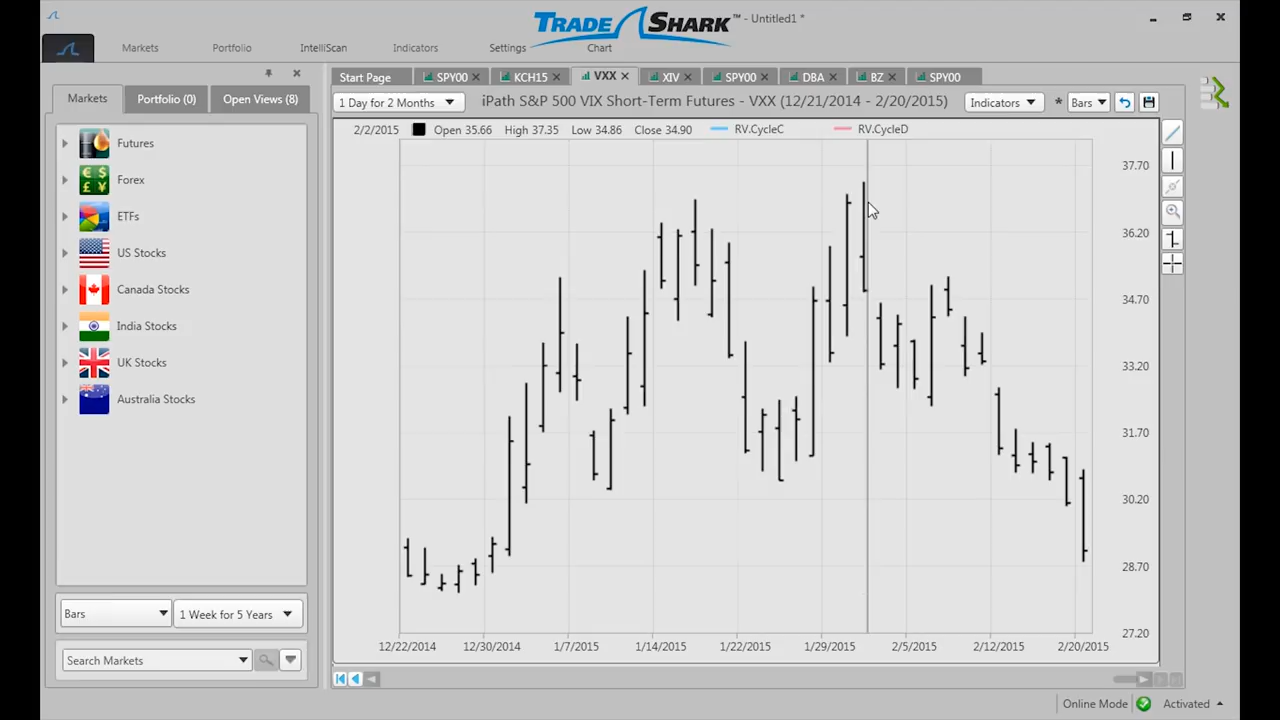 TRADE SHARK™ - Untitled1 *
Markets Portfolio IntelliScan Indicators Settings Chart
Start Page SPY00 KCH15 VXX XIV SPY00 DBA BZ SPY00
Markets Portfolio (0) Open Views (8)
1 Day for 2 Months iPath S&P 500 VIX Short-Term Futures - VXX (12/21/2014 - 2/20/2015) Indicators * Bars
2/2/2015 Open 35.66 High 37.35 Low 34.86 Close 34.90 RV.CycleC RV.CycleD
Futures
Forex
ETFs
US Stocks
Canada Stocks
India Stocks
UK Stocks
Australia Stocks
37.70
36.20
34.70
33.20
31.70
30.20
28.70
27.20
12/22/2014 12/30/2014 1/7/2015 1/14/2015 1/22/2015 1/29/2015 2/5/2015 2/12/2015 2/20/2015
Bars 1 Week for 5 Years
Search Markets
Online Mode Activated